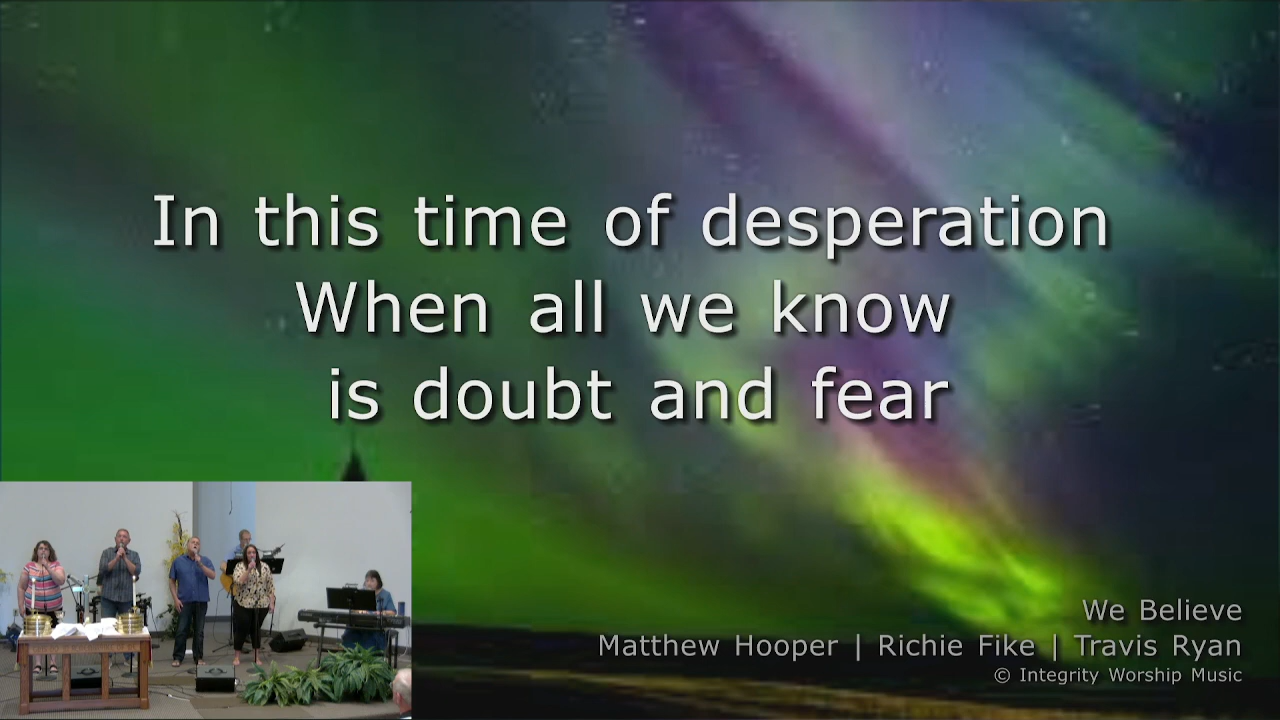 In this time of desperation
When all we know
is doubt and fear
We Believe
Matthew Hooper | Richie Fike | Travis Ryan
© Integrity Worship Music